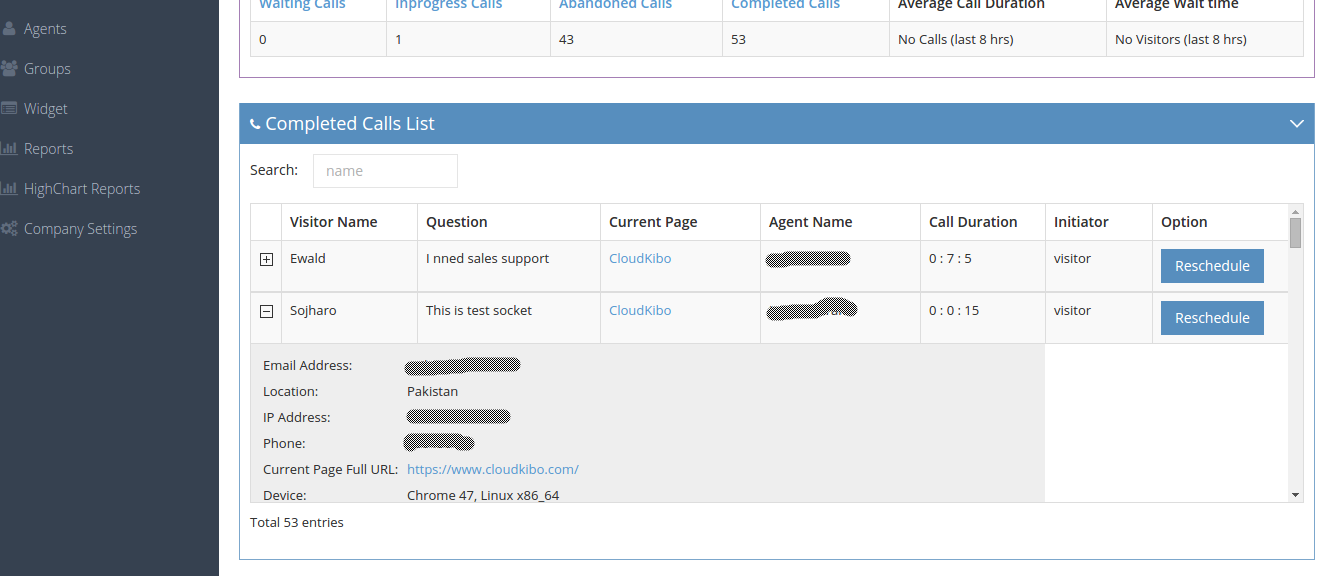 Waiting Calls Inprogress Calls Abandoned Calls Completed Calls Average Call Duration Average Wait time
0 1 43 53 No Calls (last 8 hrs) No Visitors (last 8 hrs)
Agents
Groups
Widget
Reports
HighChart Reports
Company Settings
Completed Calls List
Search: name
Visitor Name Question Current Page Agent Name Call Duration Initiator Option
Ewald I nned sales support CloudKibo 0 : 7 : 5 visitor Reschedule
Sojharo This is test socket CloudKibo 0 : 0 : 15 visitor Reschedule
Email Address:
Location: Pakistan
IP Address:
Phone:
Current Page Full URL: https://www.cloudkibo.com/
Device: Chrome 47, Linux x86_64
Total 53 entries